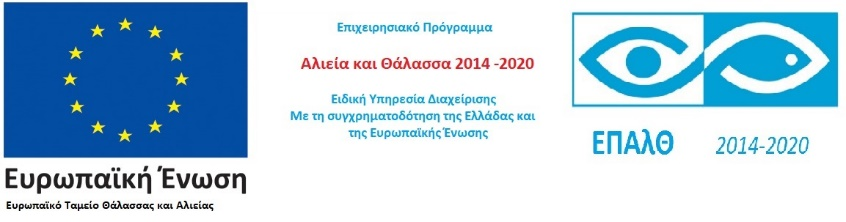 Ευρωπαϊκή Ένωση
Ευρωπαϊκό Ταμείο Θάλασσας και Αλιείας
Επιχειρησιακό Πρόγραμμα
Αλιεία και Θάλασσα 2014 -2020
Ειδική Υπηρεσία Διαχείρισης
Με τη συγχρηματοδότηση της Ελλάδας και
της Ευρωπαϊκής Ένωσης
ΕΠΑλΘ 2014-2020